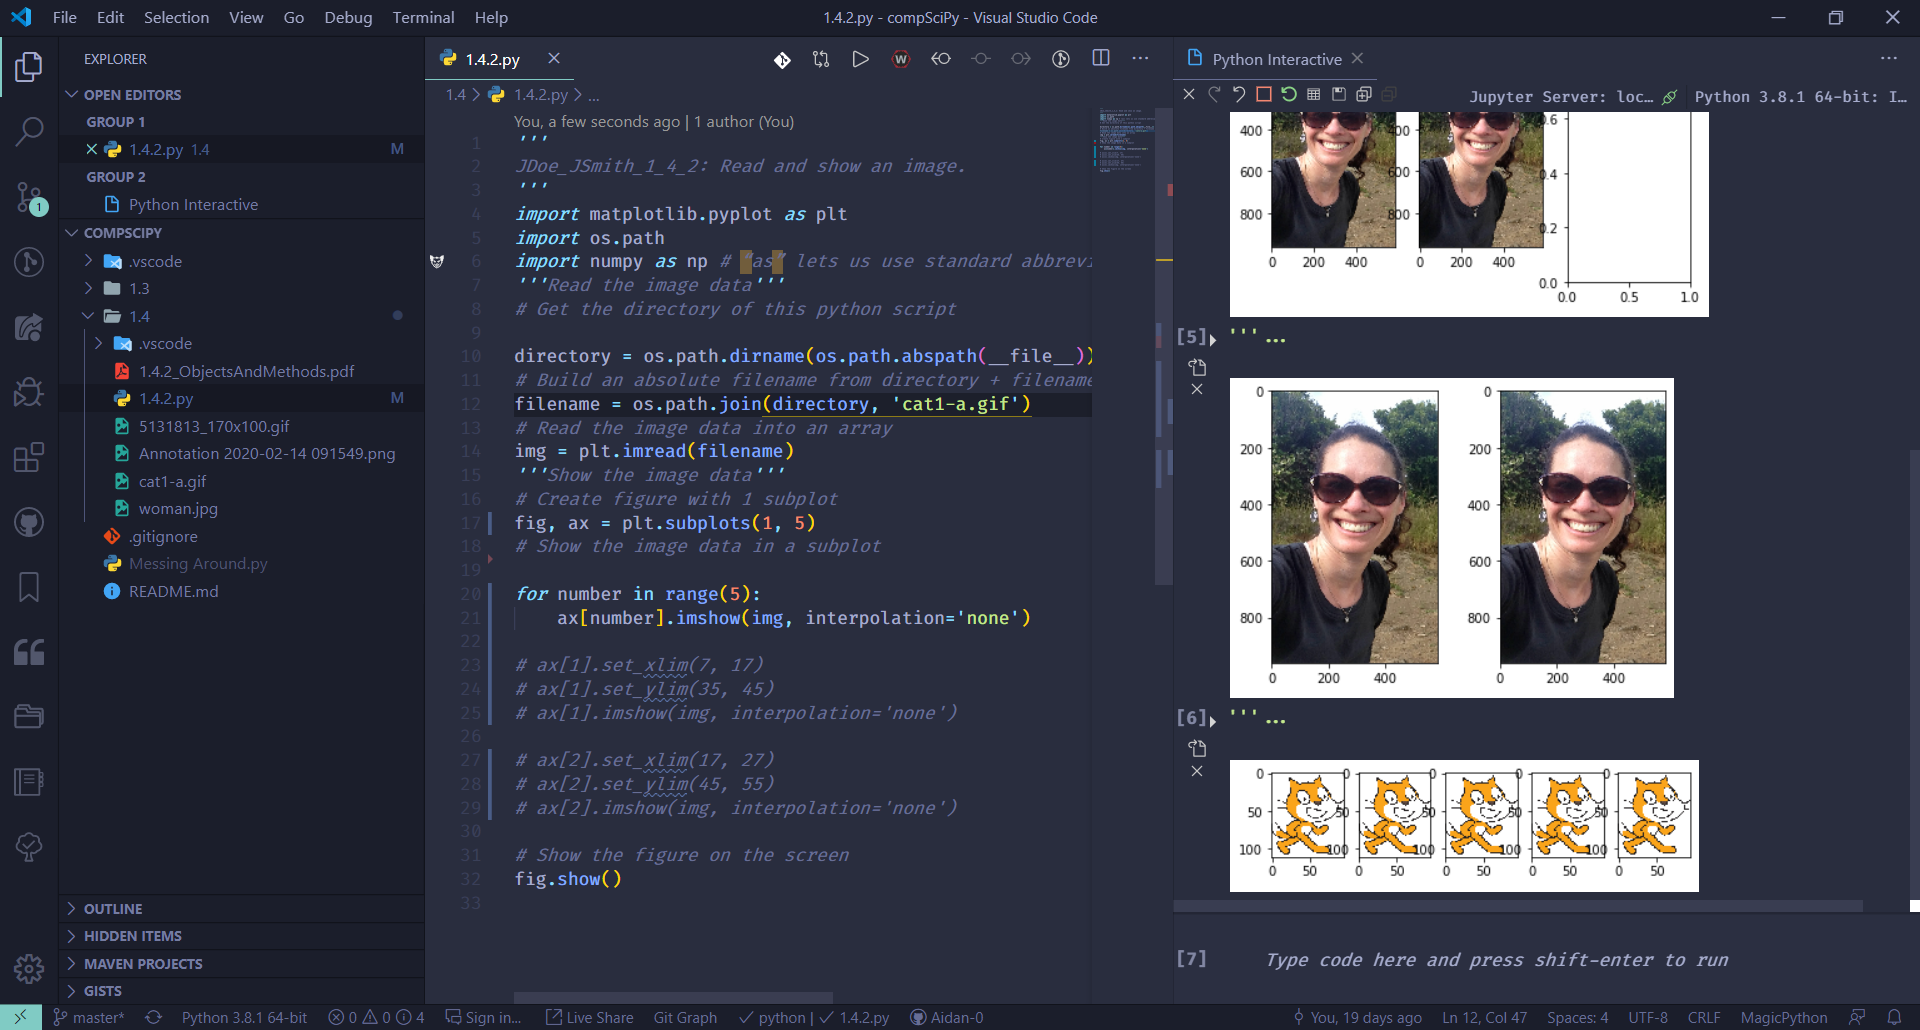 File Edit Selection View Go Debug Terminal Help
1.4.2.py - compSciPy - Visual Studio Code
EXPLORER
OPEN EDITORS
GROUP 1
1.4.2.py 1.4 M
GROUP 2
Python Interactive
COMPSCIPY
.vscode
1.3
1.4
.vscode
1.4.2_ObjectsAndMethods.pdf
1.4.2.py M
5131813_170x100.gif
Annotation 2020-02-14 091549.png
cat1-a.gif
woman.jpg
.gitignore
Messing Around.py
README.md
OUTLINE
HIDDEN ITEMS
MAVEN PROJECTS
GISTS
1.4.2.py
1.4 > 1.4.2.py > ...
You, a few seconds ago | 1 author (You)
1 '''
2 JDoe_JSmith_1_4_2: Read and show an image.
3 '''
4 import matplotlib.pyplot as plt
5 import os.path
6 import numpy as np # “as” lets us use standard abbrevi
7 '''Read the image data'''
8 # Get the directory of this python script
9
10 directory = os.path.dirname(os.path.abspath(__file__))
11 # Build an absolute filename from directory + filename
12 filename = os.path.join(directory, 'cat1-a.gif')
13 # Read the image data into an array
14 img = plt.imread(filename)
15 '''Show the image data'''
16 # Create figure with 1 subplot
17 fig, ax = plt.subplots(1, 5)
18 # Show the image data in a subplot
19
20 for number in range(5):
21 ax[number].imshow(img, interpolation='none')
22
23 # ax[1].set_xlim(7, 17)
24 # ax[1].set_ylim(35, 45)
25 # ax[1].imshow(img, interpolation='none')
26
27 # ax[2].set_xlim(17, 27)
28 # ax[2].set_ylim(45, 55)
29 # ax[2].imshow(img, interpolation='none')
30
31 # Show the figure on the screen
32 fig.show()
33
Python Interactive
Jupyter Server: loc... Python 3.8.1 64-bit: I...
400 400 0.6
600 600 0.4
800 800 0.2
0.0
0 200 400 0 200 400 0.0 0.5 1.0
[5] '''...
0 0
200 200
400 400
600 600
800 800
0 200 400 0 200 400
[6] '''...
0 0 0 0 0
50 50 50 50 50
100 100 100 100 100
0 50 0 50 0 50 0 50 0 50
[7] Type code here and press shift-enter to run
master* Python 3.8.1 64-bit 0 0 4 Sign in... Live Share Git Graph python | 1.4.2.py Aidan-0 You, 19 days ago Ln 12, Col 47 Spaces: 4 UTF-8 CRLF MagicPython